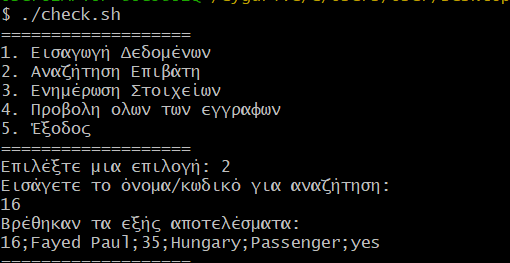 $ ./check.sh
===================
1. Εισαγωγή Δεδομένων
2. Αναζήτηση Επιβάτη
3. Ενημέρωση Στοιχείων
4. Προβολη ολων των εγγραφων
5. Έξοδος
===================
Επιλέξτε μια επιλογή: 2
Εισάγετε το όνομα/κωδικό για αναζήτηση:
16
Βρέθηκαν τα εξής αποτελέσματα:
16;Fayed Paul;35;Hungary;Passenger;yes
===================